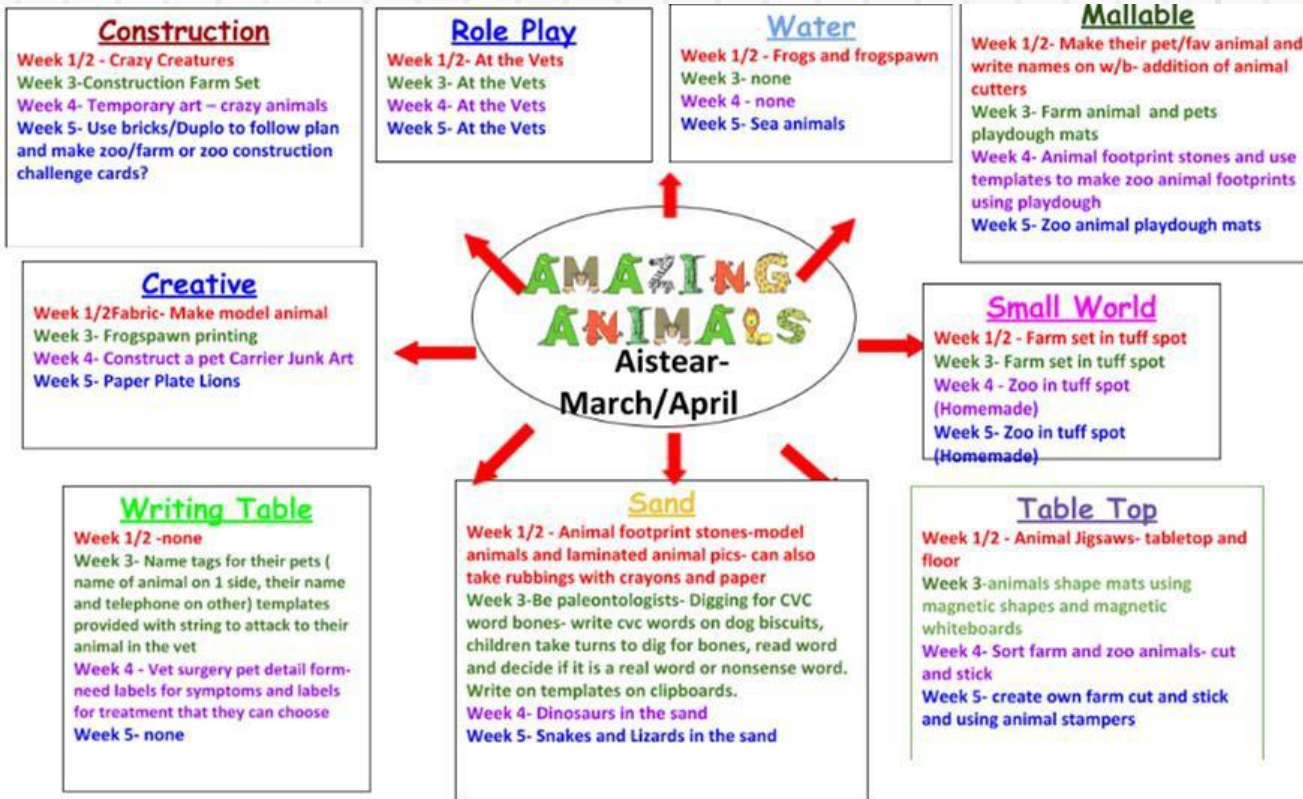 Construction
Week 1/2 - Crazy Creatures
Week 3-Construction Farm Set
Week 4- Temporary art – crazy animals
Week 5- Use bricks/Duplo to follow plan
and make zoo/farm or zoo construction
challenge cards?
Role Play
Week 1/2- At the Vets
Week 3- At the Vets
Week 4- At the Vets
Week 5- At the Vets
Water
Week 1/2 - Frogs and frogspawn
Week 3- none
Week 4 - none
Week 5- Sea animals
Mallable
Week 1/2- Make their pet/fav animal and
write names on w/b- addition of animal
cutters
Week 3- Farm animal and pets
playdough mats
Week 4- Animal footprint stones and use
templates to make zoo animal footprints
using playdough
Week 5- Zoo animal playdough mats
Creative
Week 1/2Fabric- Make model animal
Week 3- Frogspawn printing
Week 4- Construct a pet Carrier Junk Art
Week 5- Paper Plate Lions
AMAZING
ANIMALS
Aistear-
March/April
Small World
Week 1/2 - Farm set in tuff spot
Week 3- Farm set in tuff spot
Week 4 - Zoo in tuff spot
(Homemade)
Week 5- Zoo in tuff spot
(Homemade)
Writing Table
Week 1/2 -none
Week 3- Name tags for their pets (
name of animal on 1 side, their name
and telephone on other) templates
provided with string to attack to their
animal in the vet
Week 4 - Vet surgery pet detail form-
need labels for symptoms and labels
for treatment that they can choose
Week 5- none
Sand
Week 1/2 - Animal footprint stones-model
animals and laminated animal pics- can also
take rubbings with crayons and paper
Week 3-Be paleontologists- Digging for CVC
word bones- write cvc words on dog biscuits,
children take turns to dig for bones, read word
and decide if it is a real word or nonsense word.
Write on templates on clipboards.
Week 4- Dinosaurs in the sand
Week 5- Snakes and Lizards in the sand
Table Top
Week 1/2 - Animal Jigsaws- tabletop and
floor
Week 3-animals shape mats using
magnetic shapes and magnetic
whiteboards
Week 4- Sort farm and zoo animals- cut
and stick
Week 5- create own farm cut and stick
and using animal stampers